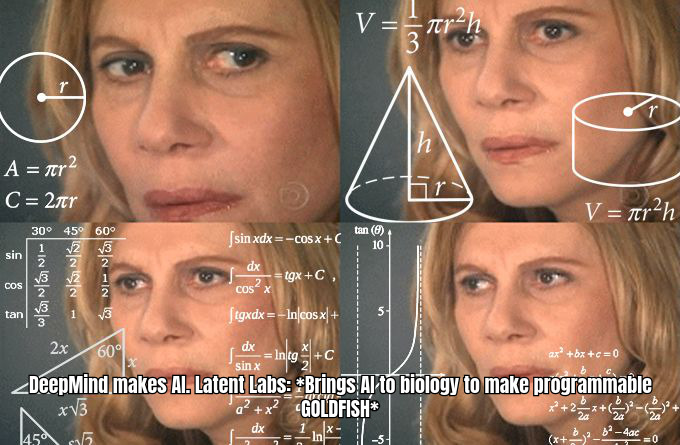 r
A = πr²
C = 2πr
V = 1/3 πr²h
h
r
r
V = πr²h
30° 45° 60°
sin 1/2 √2/2 √3/2
cos √3/2 √2/2 1/2
tan √3/3 1 √3
2x 60° x
x√3
45°
∫sin xdx = −cos x + C
∫ dx/cos² x = tgx + C ,
∫tgxdx = −ln|cos x| +
∫ dx/sin x = ln|tg x/2| + C
a² + x²
dx 1 ln x−
tan (θ)
10
5
−5
ax² + bx + c = 0
DeepMind makes AI. Latent Labs: *Brings AI to biology to make programmable
GOLDFISH*